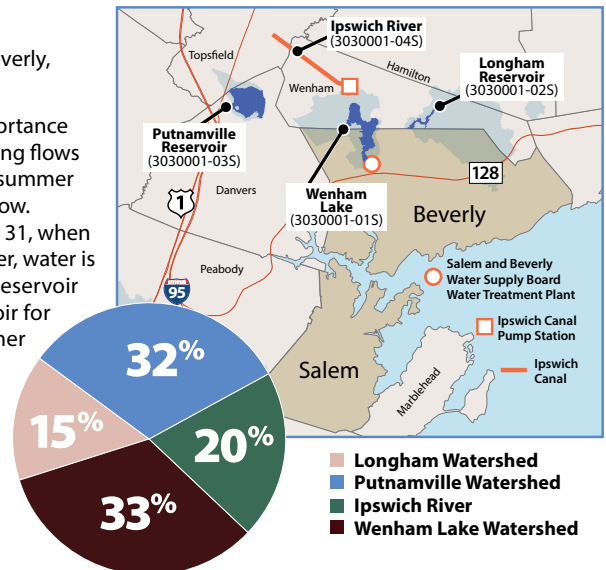 everly,
ortance
ng flows
summer
ow.
31, when
er, water is
eservoir
ir for
ner
Ipswich River
(3030001-04S)
Topsfield
Hamilton
Wenham
Longham
Reservoir
(3030001-02S)
Putnamville
Reservoir
(3030001-03S)
Danvers
Wenham
Lake
(3030001-01S)
128
1
Beverly
Peabody
95
Salem
Marblehead
Salem and Beverly
Water Supply Board
Water Treatment Plant
Ipswich Canal
Pump Station
Ipswich
Canal
32%
15%
20%
33%
Longham Watershed
Putnamville Watershed
Ipswich River
Wenham Lake Watershed